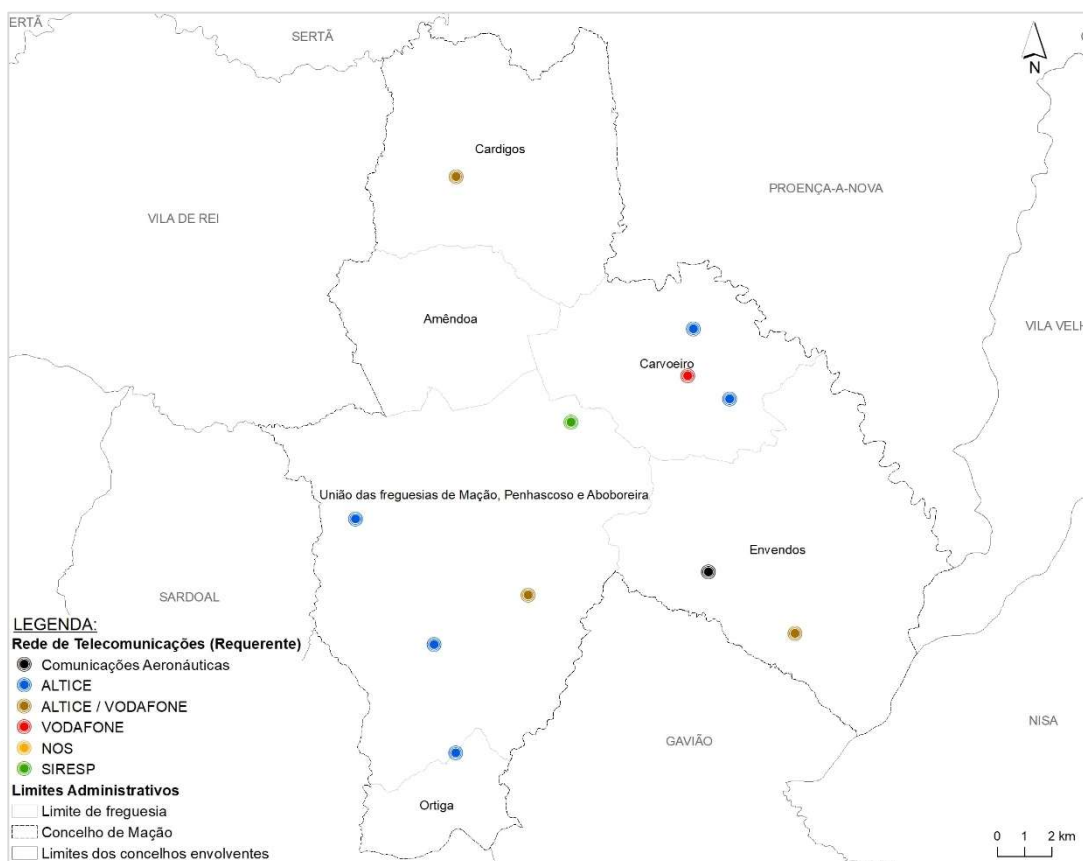 ERTÃ
SERTÃ
N
Cardigos
PROENÇA-A-NOVA
VILA DE REI
Amêndoa
VILA VELH
Carvoeiro
União das freguesias de Mação, Penhascoso e Aboboreira
Envendos
SARDOAL
LEGENDA:
Rede de Telecomunicações (Requerente)
Comunicações Aeronáuticas
ALTICE
ALTICE / VODAFONE
VODAFONE
NOS
SIRESP
Limites Administrativos
Limite de freguesia
Concelho de Mação
Limites dos concelhos envolventes
GAVIÃO
NISA
Ortiga
0 1 2 km